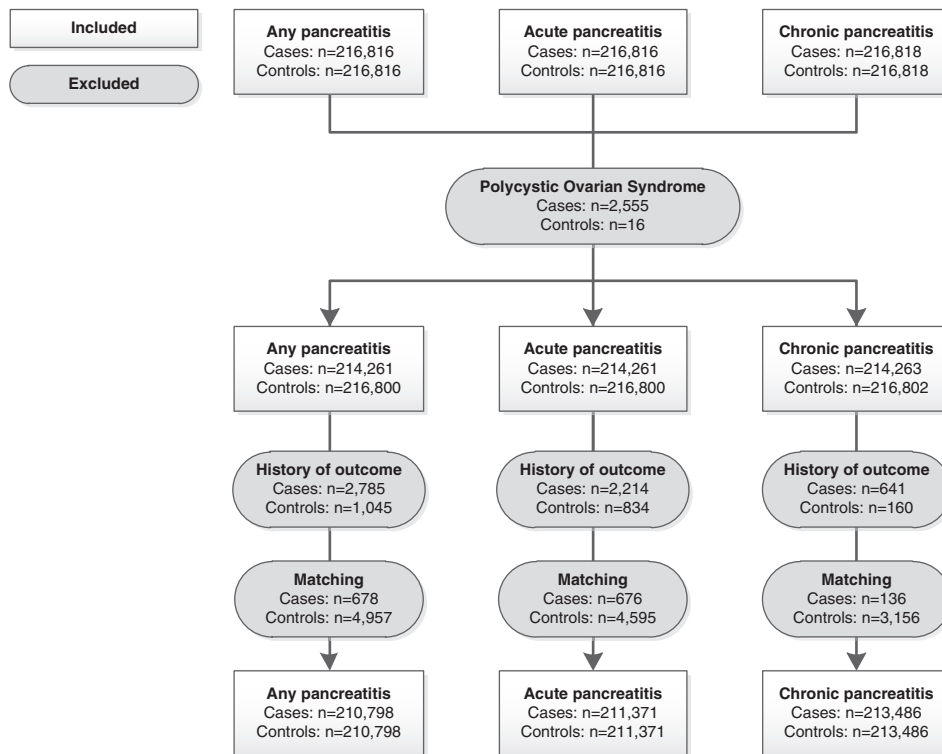 Included
Excluded
Any pancreatitis
Cases: n=216,816
Controls: n=216,816
Acute pancreatitis
Cases: n=216,816
Controls: n=216,816
Chronic pancreatitis
Cases: n=216,818
Controls: n=216,818
Polycystic Ovarian Syndrome
Cases: n=2,555
Controls: n=16
Any pancreatitis
Cases: n=214,261
Controls: n=216,800
Acute pancreatitis
Cases: n=214,261
Controls: n=216,800
Chronic pancreatitis
Cases: n=214,263
Controls: n=216,802
History of outcome
Cases: n=2,785
Controls: n=1,045
History of outcome
Cases: n=2,214
Controls: n=834
History of outcome
Cases: n=641
Controls: n=160
Matching
Cases: n=678
Controls: n=4,957
Matching
Cases: n=676
Controls: n=4,595
Matching
Cases: n=136
Controls: n=3,156
Any pancreatitis
Cases: n=210,798
Controls: n=210,798
Acute pancreatitis
Cases: n=211,371
Controls: n=211,371
Chronic pancreatitis
Cases: n=213,486
Controls: n=213,486